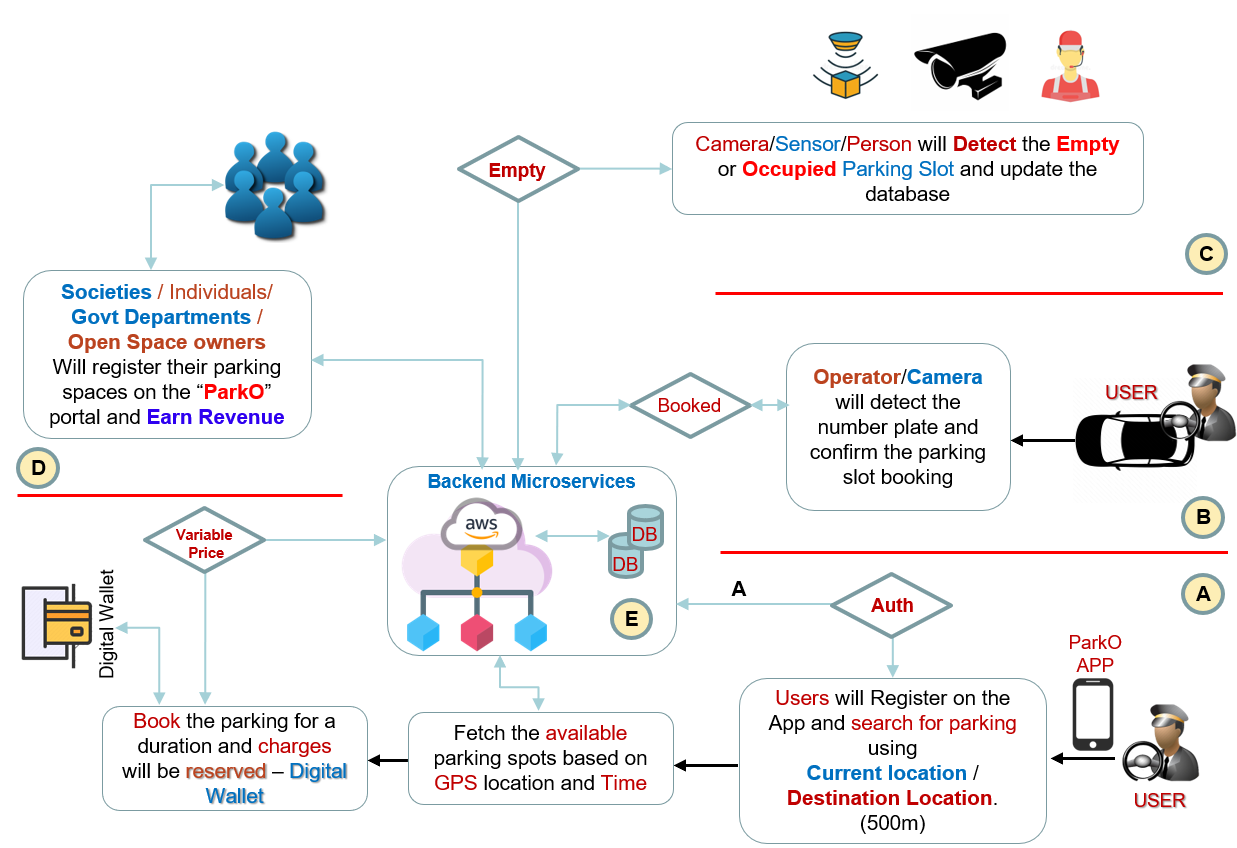 Camera/Sensor/Person will Detect the Empty
or Occupied Parking Slot and update the
database
Empty
C
Societies / Individuals/
Govt Departments /
Open Space owners
Will register their parking
spaces on the “ParkO”
portal and Earn Revenue
D
Operator/Camera
will detect the
number plate and
confirm the parking
slot booking
Booked
USER
B
Backend Microservices
aws
DB
DB
E
Variable
Price
Digital Wallet
A
Auth
A
ParkO
APP
USER
Users will Register on the
App and search for parking
using
Current location /
Destination Location.
(500m)
Fetch the available
parking spots based on
GPS location and Time
Book the parking for a
duration and charges
will be reserved – Digital
Wallet